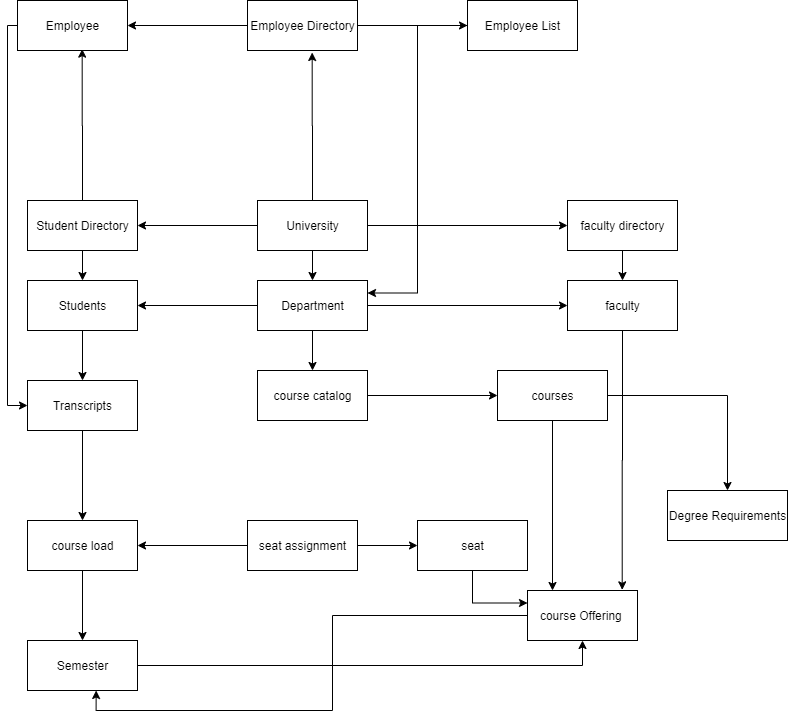 Employee
Employee Directory
Employee List
Student Directory
University
faculty directory
Students
Department
faculty
Transcripts
course catalog
courses
Degree Requirements
course load
seat assignment
seat
course Offering
Semester